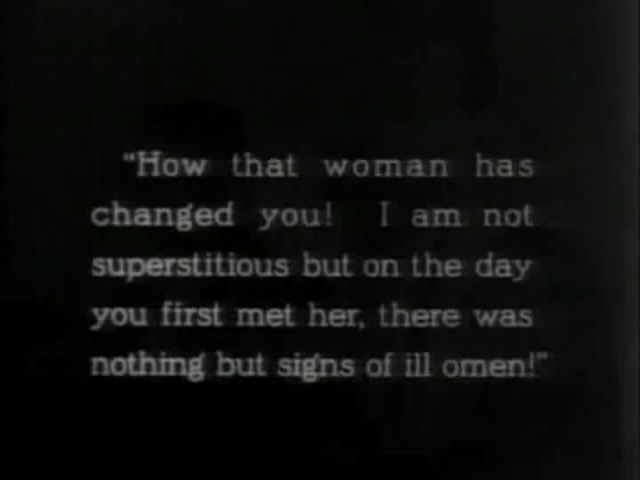 "How that woman has
changed you! I am not
superstitious but on the day
you first met her, there was
nothing but signs of ill omen!"